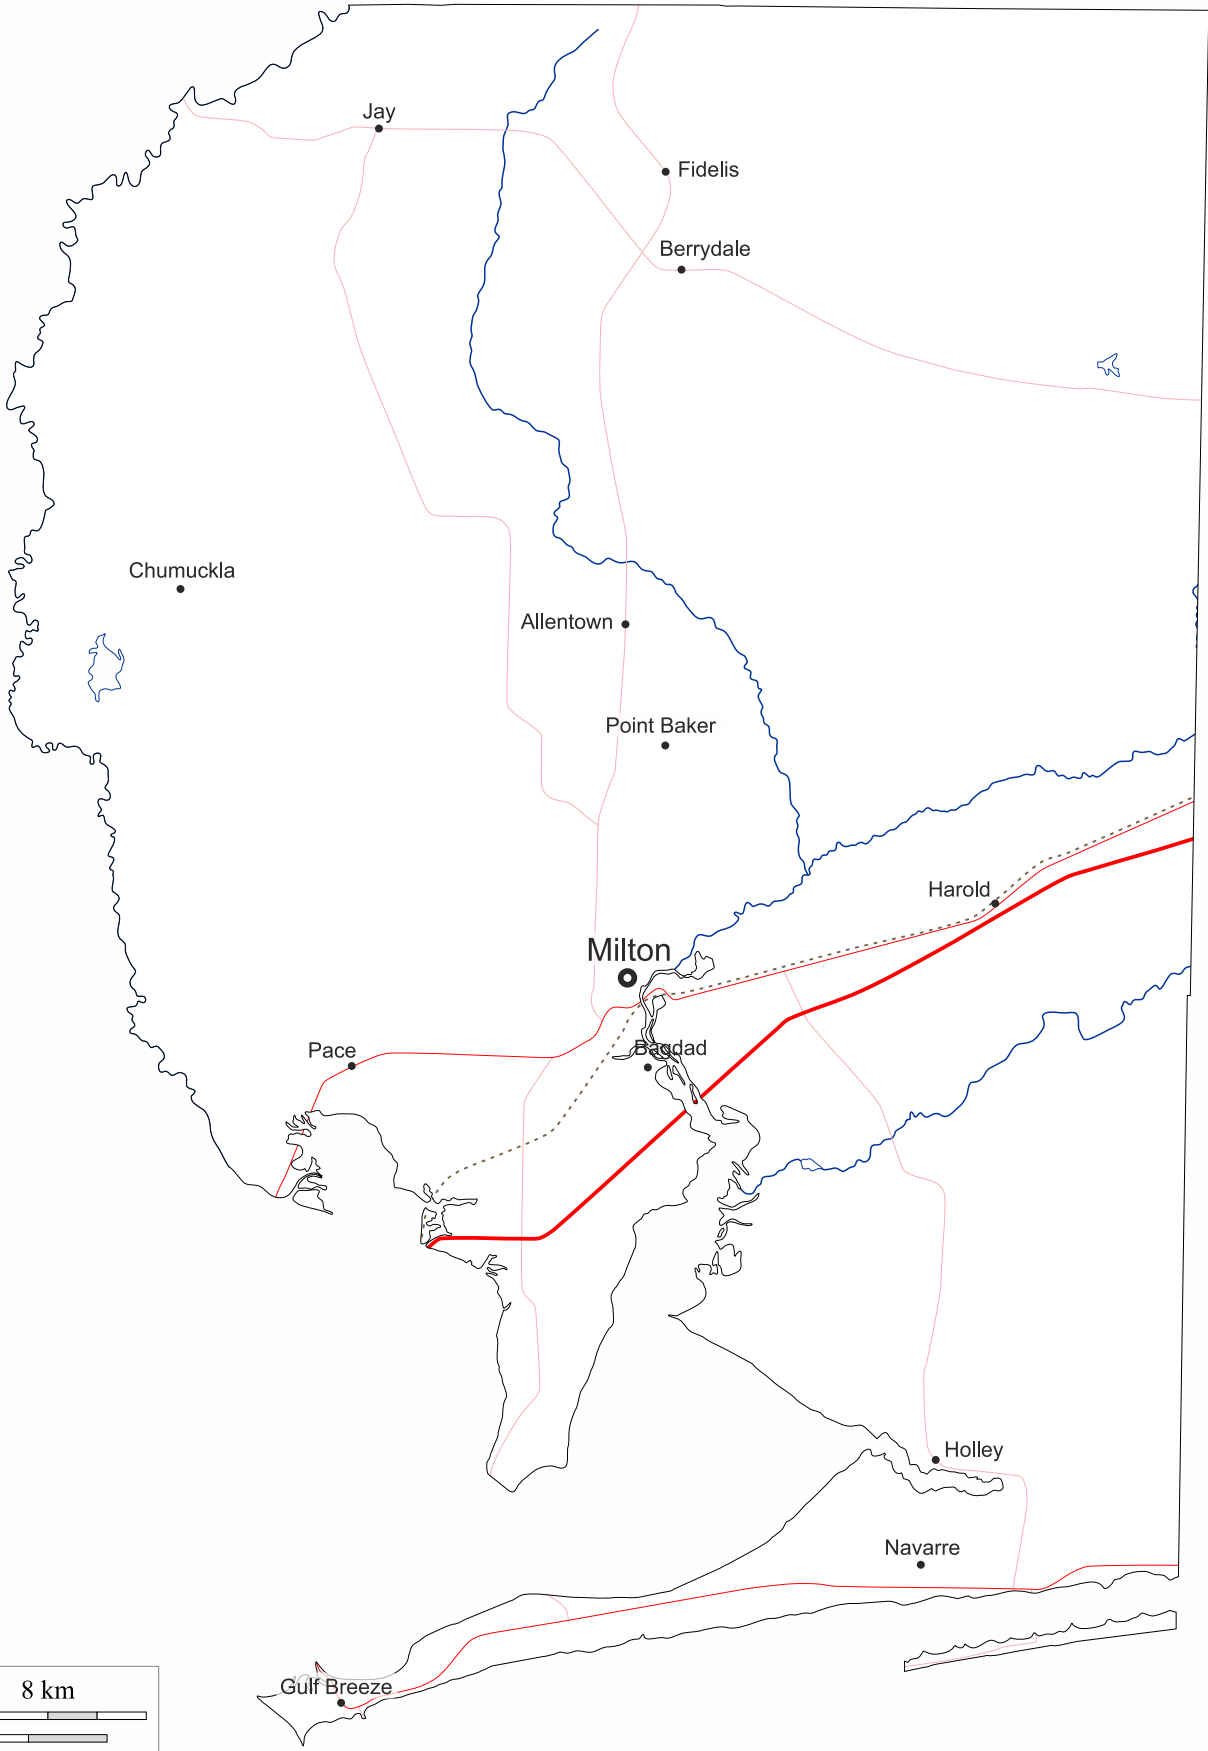 Jay
Fidelis
Berrydale
Chumuckla
Allentown
Point Baker
Harold
Milton
Bagdad
Pace
Holley
Navarre
Gulf Breeze
8 km